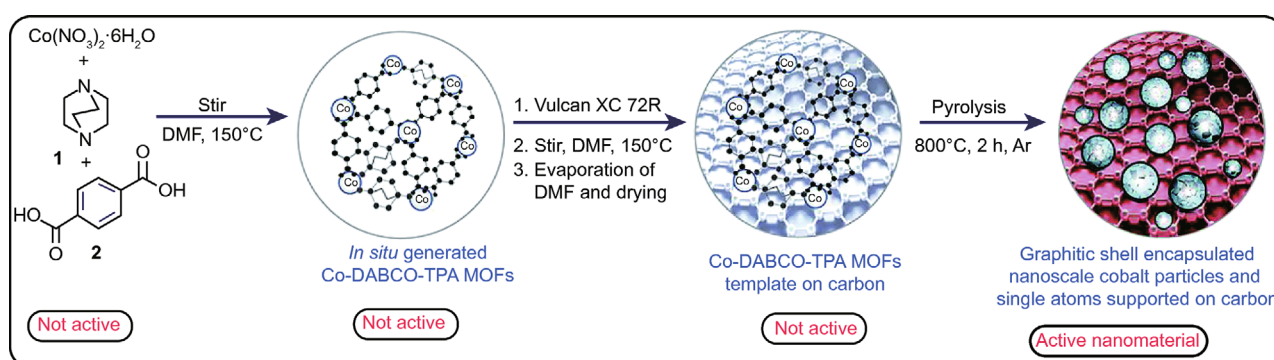 Co(NO₃)₂·6H₂O
+
N
N
1
+
O
OH
HO
O
2
Stir
DMF, 150°C
Co
Co
Co
Co
Co
Co
Co
In situ generated
Co-DABCO-TPA MOFs
1. Vulcan XC 72R
2. Stir, DMF, 150°C
3. Evaporation of
DMF and drying
Co
Co
Co
Co
Co
Co
Co
Co-DABCO-TPA MOFs
template on carbon
Pyrolysis
800°C, 2 h, Ar
Graphitic shell encapsulated
nanoscale cobalt particles and
single atoms supported on carbon
Not active
Not active
Not active
Active nanomaterial